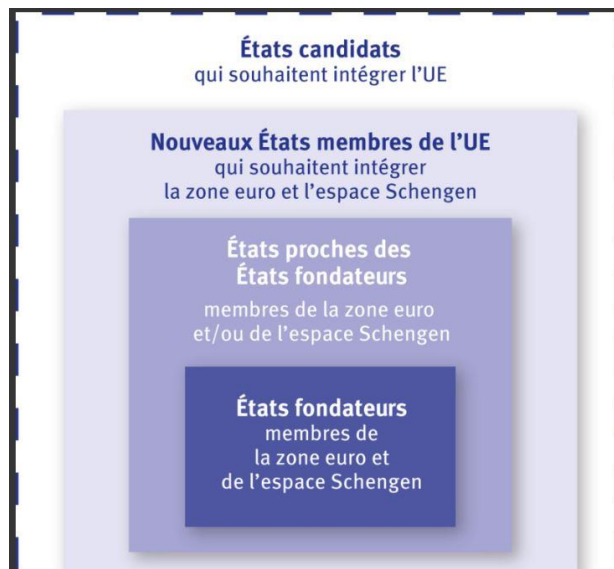 États candidats
qui souhaitent intégrer l’UE
Nouveaux États membres de l’UE
qui souhaitent intégrer
la zone euro et l’espace Schengen
États proches des
États fondateurs
membres de la zone euro
et/ou de l’espace Schengen
États fondateurs
membres de
la zone euro et
de l’espace Schengen